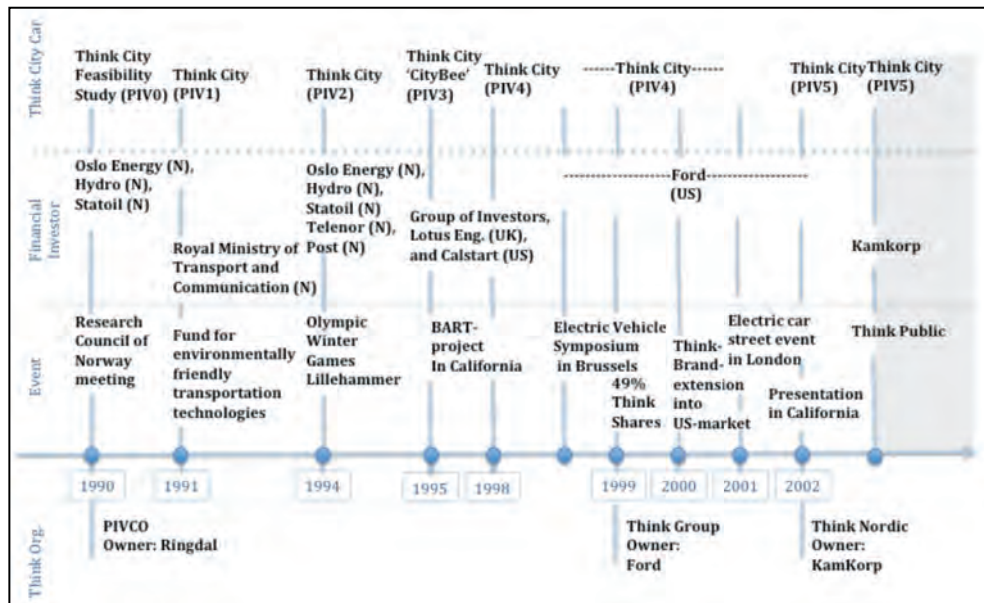 Think City Car
Think City
Feasibility
Study (PIV0)
Think City
(PIV1)
Think City
(PIV2)
Think City
‘CityBee’
(PIV3)
Think City
(PIV4)
------Think City------
(PIV4)
Think City
(PIV5)
Think City
(PIV5)
Financial
Investor
Oslo Energy (N),
Hydro (N),
Statoil (N)
Royal Ministry of
Transport and
Communication (N)
Oslo Energy (N),
Hydro (N),
Statoil (N)
Telenor (N),
Post (N)
Group of Investors,
Lotus Eng. (UK),
and Calstart (US)
----------------Ford----------------
(US)
Kamkorp
Event
Research
Council of
Norway
meeting
Fund for
environmentally
friendly
transportation
technologies
Olympic
Winter
Games
Lillehammer
BART-
project
In California
Electric Vehicle
Symposium
in Brussels
49%
Think
Shares
Think-
Brand-
extension
into
US-market
Electric car
street event
in London
Presentation
in California
Think Public
1990
1991
1994
1995
1998
1999
2000
2001
2002
Think Org.
PIVCO
Owner: Ringdal
Think Group
Owner:
Ford
Think Nordic
Owner:
KamKorp